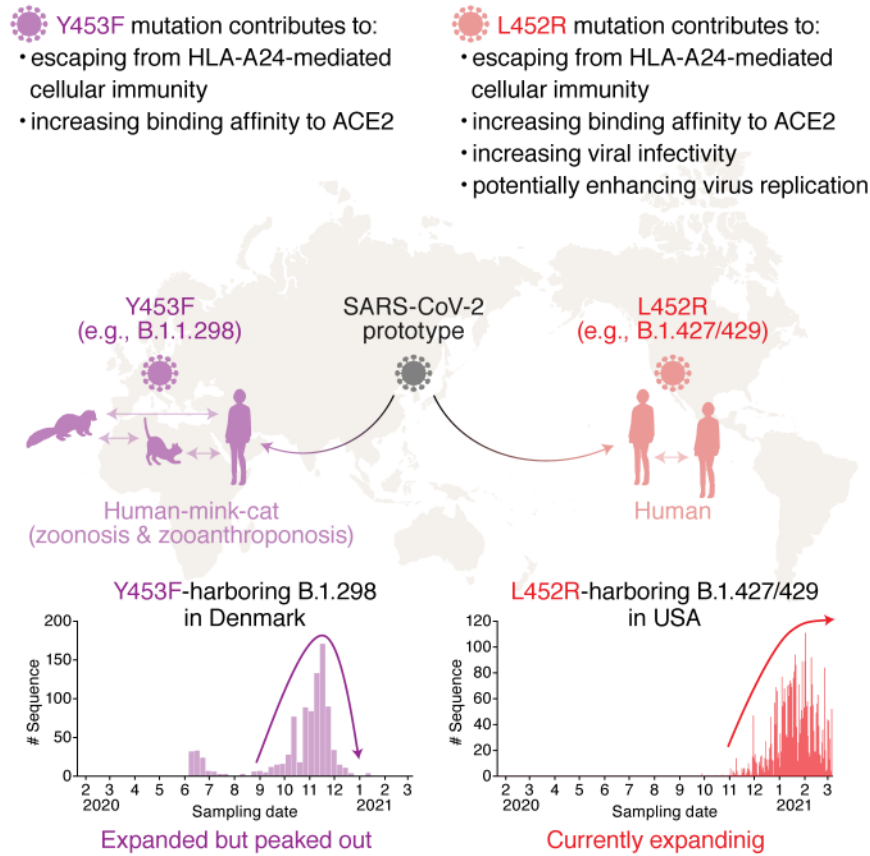 Y453F mutation contributes to:
• escaping from HLA-A24-mediated
cellular immunity
• increasing binding affinity to ACE2
L452R mutation contributes to:
• escaping from HLA-A24-mediated
cellular immunity
• increasing binding affinity to ACE2
• increasing viral infectivity
• potentially enhancing virus replication
Y453F
(e.g., B.1.1.298)
SARS-CoV-2
prototype
L452R
(e.g., B.1.427/429)
Human-mink-cat
(zoonosis & zooanthroponosis)
Human
Y453F-harboring B.1.298
in Denmark
# Sequence
200
150
100
50
0
2 3 4 5 6 7 8 9 10 11 12 1 2 3
2020 Sampling date 2021
Expanded but peaked out
L452R-harboring B.1.427/429
in USA
# Sequence
120
100
80
60
40
20
0
2 3 4 5 6 7 8 9 10 11 12 1 2 3
2020 Sampling date 2021
Currently expandinig